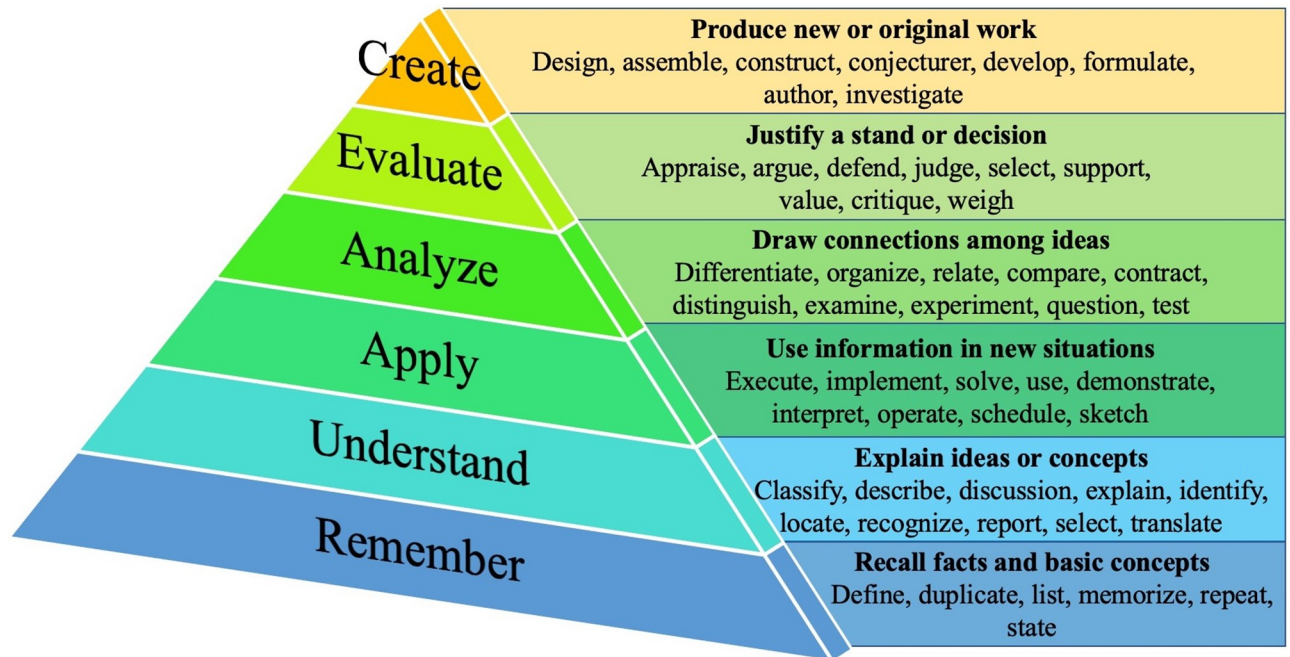 Create
Produce new or original work
Design, assemble, construct, conjecturer, develop, formulate,
author, investigate
Evaluate
Justify a stand or decision
Appraise, argue, defend, judge, select, support,
value, critique, weigh
Analyze
Draw connections among ideas
Differentiate, organize, relate, compare, contract,
distinguish, examine, experiment, question, test
Apply
Use information in new situations
Execute, implement, solve, use, demonstrate,
interpret, operate, schedule, sketch
Understand
Explain ideas or concepts
Classify, describe, discussion, explain, identify,
locate, recognize, report, select, translate
Remember
Recall facts and basic concepts
Define, duplicate, list, memorize, repeat,
state